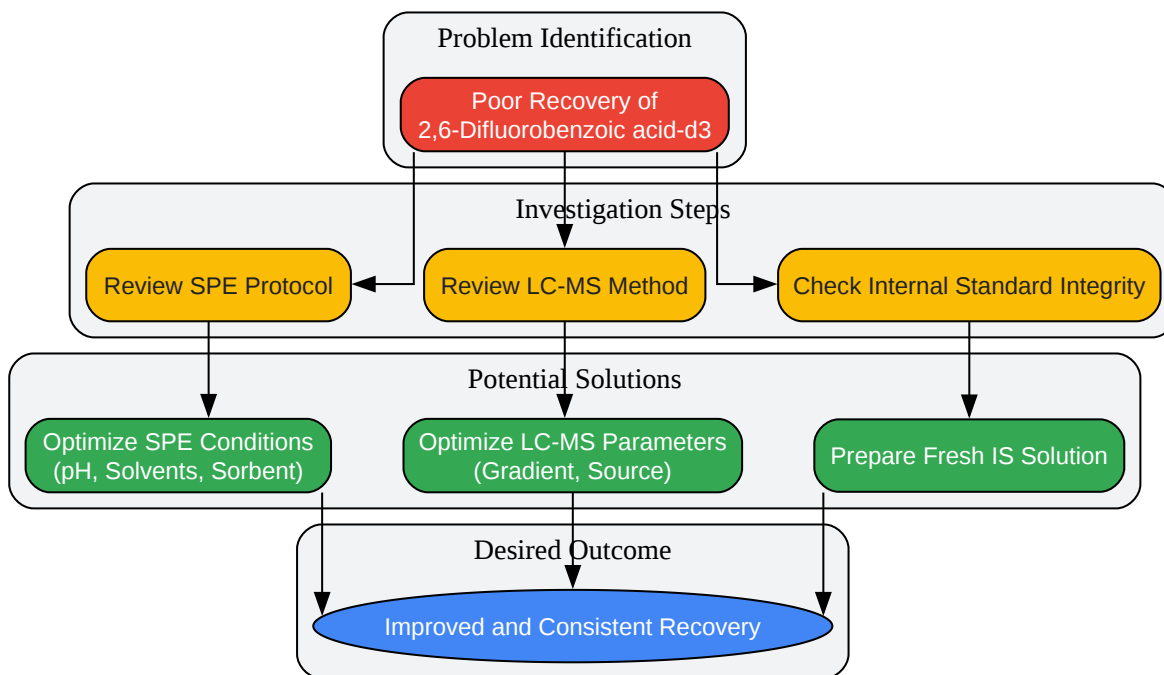 Problem Identification
Poor Recovery of
2,6-Difluorobenzoic acid-d3
Investigation Steps
Review SPE Protocol
Review LC-MS Method
Check Internal Standard Integrity
Potential Solutions
Optimize SPE Conditions
(pH, Solvents, Sorbent)
Optimize LC-MS Parameters
(Gradient, Source)
Prepare Fresh IS Solution
Desired Outcome
Improved and Consistent Recovery